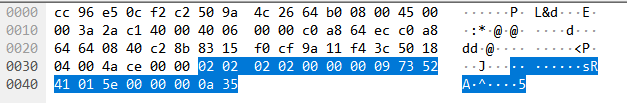 0000 cc 96 e5 0c f2 c2 50 9a 4c 26 64 b0 08 00 45 00 ······P· L&d···E·
0010 00 3a 2a c1 40 00 40 06 00 00 c0 a8 64 ec c0 a8 ·:*·@·@· ····d···
0020 64 64 08 40 c2 8b 83 15 f0 cf 9a 11 f4 3c 50 18 dd·@···· ·····<P·
0030 04 00 4a ce 00 00 02 02 02 02 00 00 00 09 73 52 ··J····· ······sR
0040 41 01 5e 00 00 00 0a 35 A·^····5